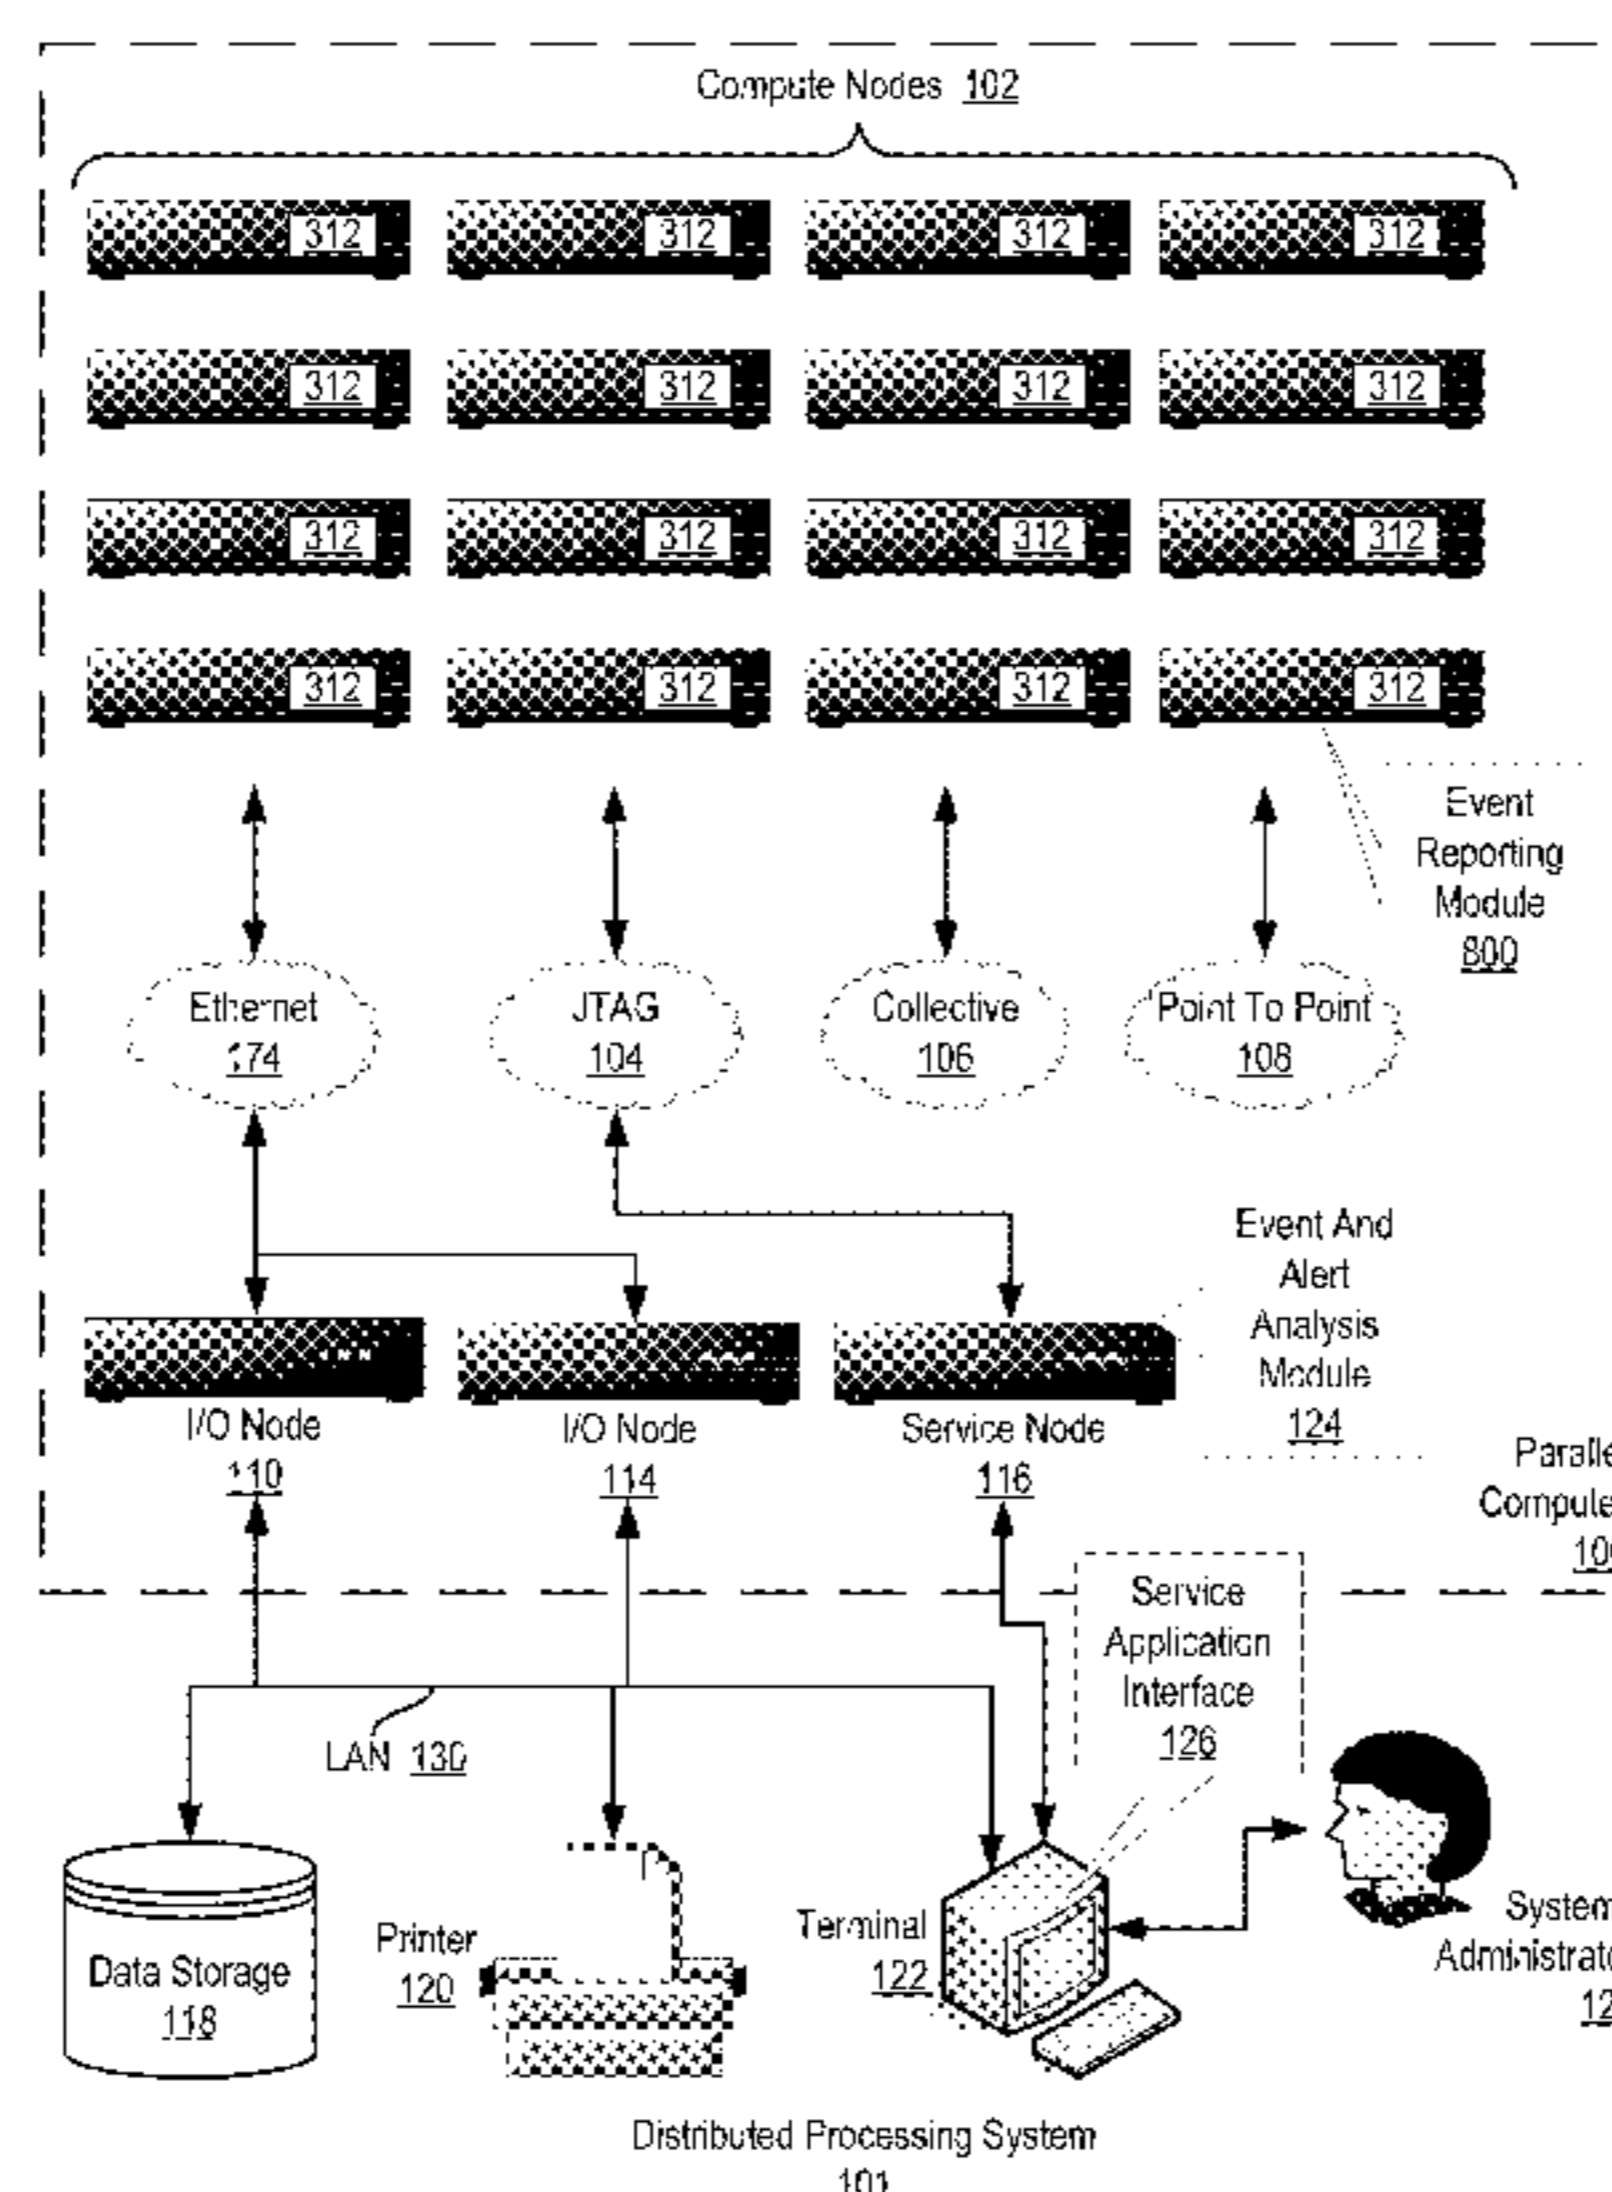 Compute Nodes 102
312 312 312 312
312 312 312 312
312 312 312 312
312 312 312 312
Event
Reporting
Module
800
Ethernet
174
JTAG
104
Collective
106
Point To Point
108
Event And
Alert
Analysis
Module
124
I/O Node
110
I/O Node
114
Service Node
116
Service
Application
Interface
126
LAN 130
Data Storage
118
Printer
120
Terminal
122
System
Distributed Processing System
101